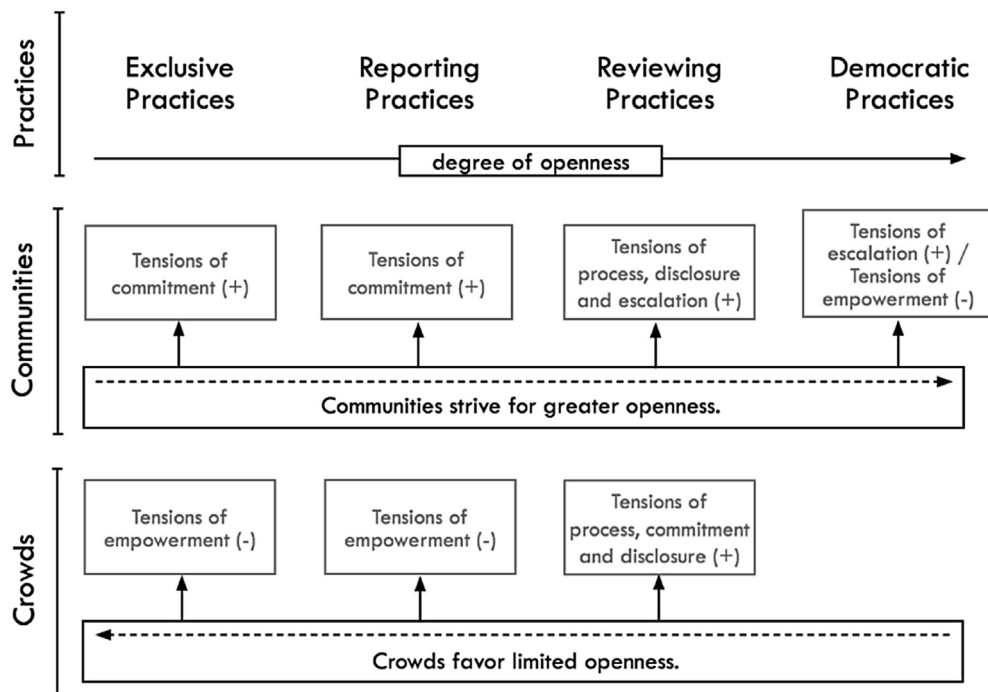 Practices
Exclusive
Practices
Reporting
Practices
Reviewing
Practices
Democratic
Practices
degree of openness
Communities
Tensions of
commitment (+)
Tensions of
commitment (+)
Tensions of
process, disclosure
and escalation (+)
Tensions of
escalation (+) /
Tensions of
empowerment (-)
Communities strive for greater openness.
Crowds
Tensions of
empowerment (-)
Tensions of
empowerment (-)
Tensions of
process, commitment
and disclosure (+)
Crowds favor limited openness.